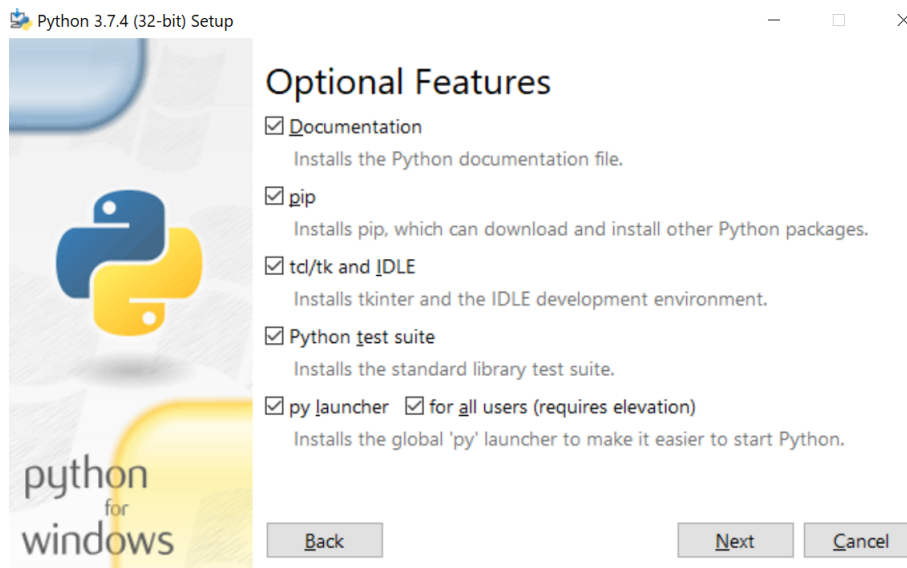 Python 3.7.4 (32-bit) Setup
Optional Features
Documentation
Installs the Python documentation file.
pip
Installs pip, which can download and install other Python packages.
tcl/tk and IDLE
Installs tkinter and the IDLE development environment.
Python test suite
Installs the standard library test suite.
py launcher for all users (requires elevation)
Installs the global 'py' launcher to make it easier to start Python.
python
for
windows
Back Next Cancel